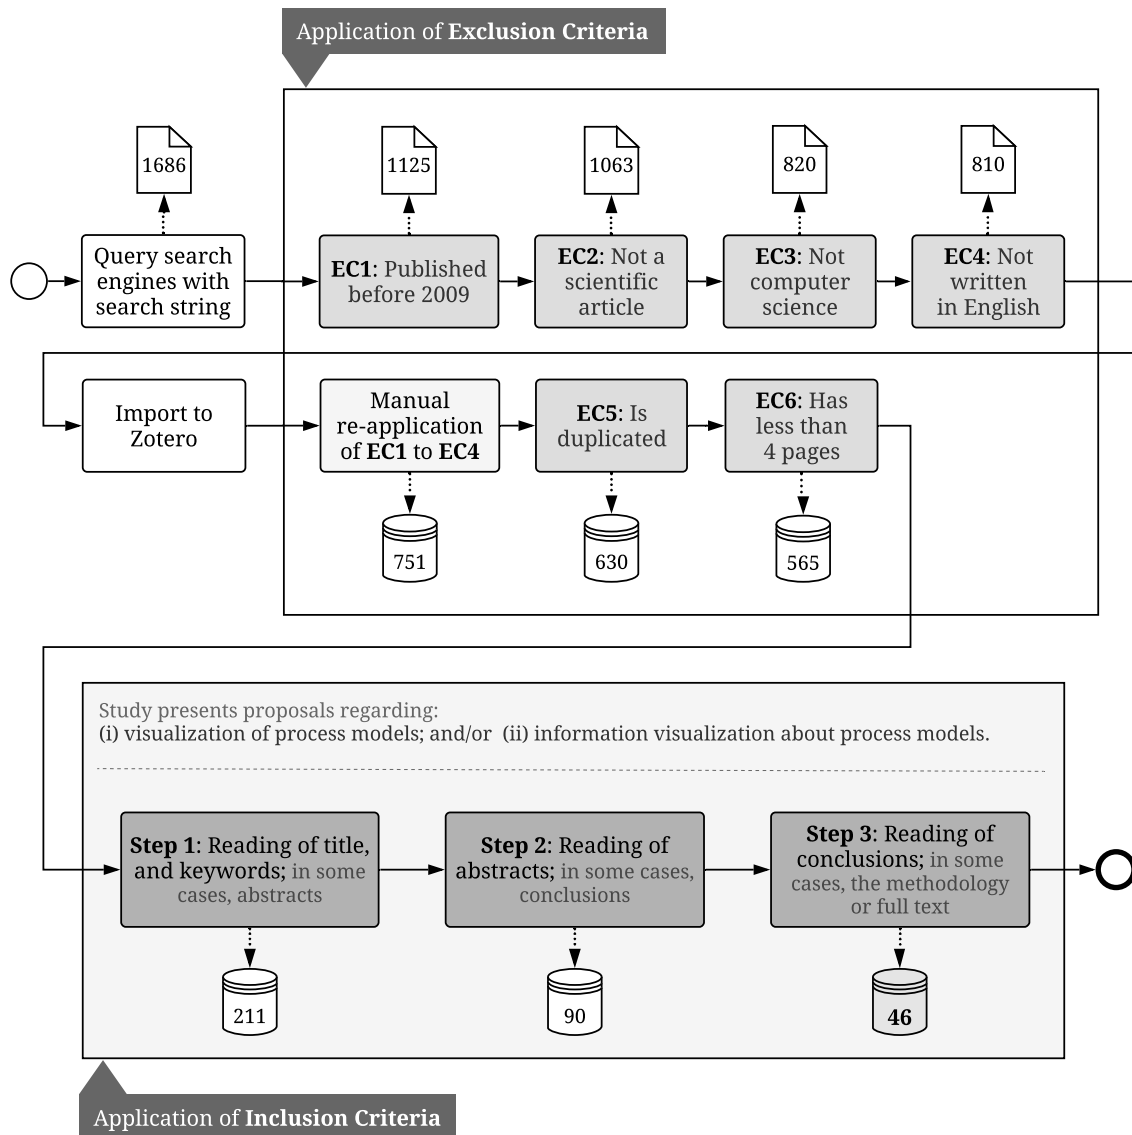 Application of Exclusion Criteria
1686
1125
1063
820
810
Query search
engines with
search string
EC1: Published
before 2009
EC2: Not a
scientific
article
EC3: Not
computer
science
EC4: Not
written
in English
Import to
Zotero
Manual
re-application
of EC1 to EC4
EC5: Is
duplicated
EC6: Has
less than
4 pages
751
630
565
Study presents proposals regarding:
(i) visualization of process models; and/or (ii) information visualization about process models.
Step 1: Reading of title,
and keywords; in some
cases, abstracts
Step 2: Reading of
abstracts; in some cases,
conclusions
Step 3: Reading of
conclusions; in some
cases, the methodology
or full text
211
90
46
Application of Inclusion Criteria